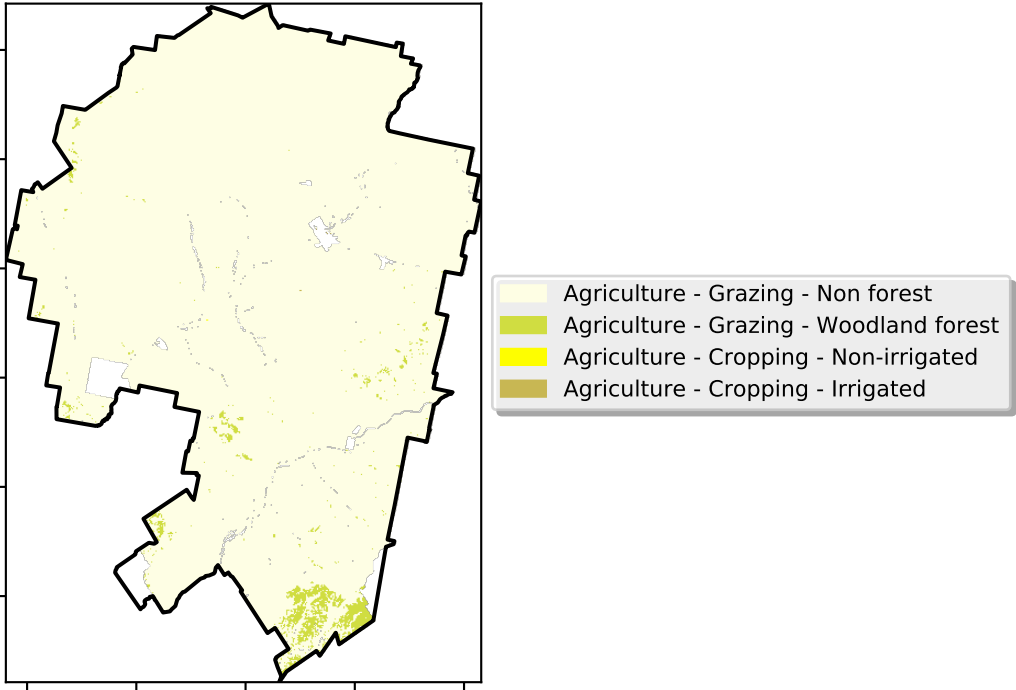 Agriculture - Grazing - Non forest
Agriculture - Grazing - Woodland forest
Agriculture - Cropping - Non-irrigated
Agriculture - Cropping - Irrigated